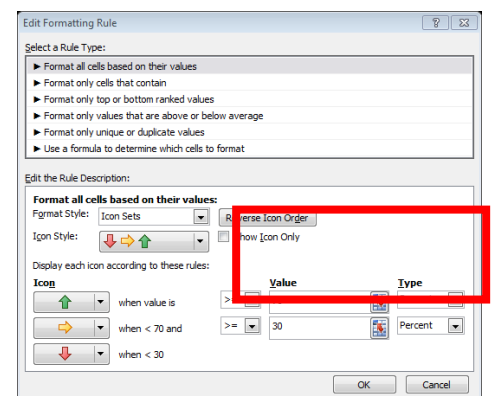 Edit Formatting Rule
Select a Rule Type:
► Format all cells based on their values
► Format only cells that contain
► Format only top or bottom ranked values
► Format only values that are above or below average
► Format only unique or duplicate values
► Use a formula to determine which cells to format
Edit the Rule Description:
Format all cells based on their values:
Format Style: Icon Sets Reverse Icon Order
Icon Style: Show Icon Only
Display each icon according to these rules:
Icon Value Type
when value is
when < 70 and >= 30 Percent
when < 30
OK Cancel